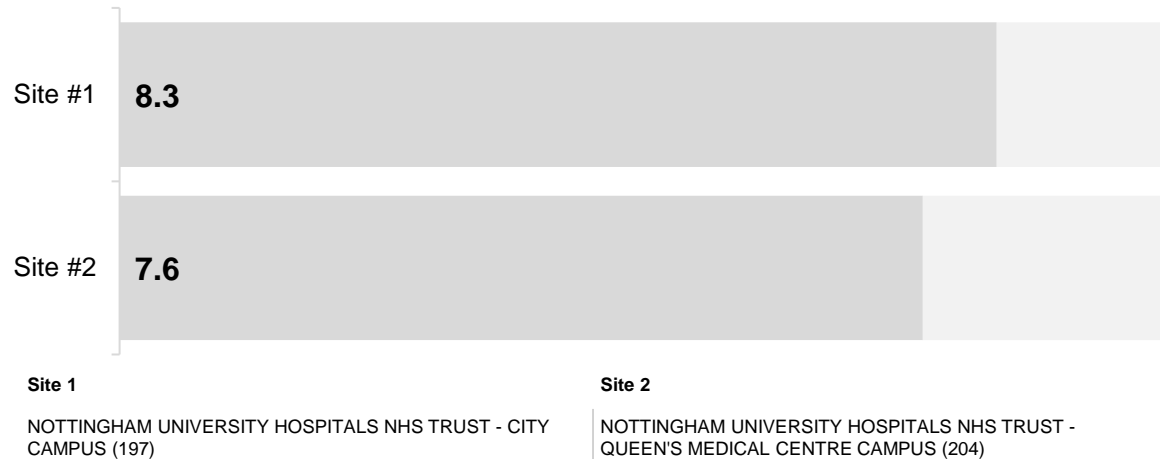 Site #1
8.3
Site #2
7.6
Site 1
NOTTINGHAM UNIVERSITY HOSPITALS NHS TRUST - CITY
CAMPUS (197)
Site 2
NOTTINGHAM UNIVERSITY HOSPITALS NHS TRUST -
QUEEN'S MEDICAL CENTRE CAMPUS (204)